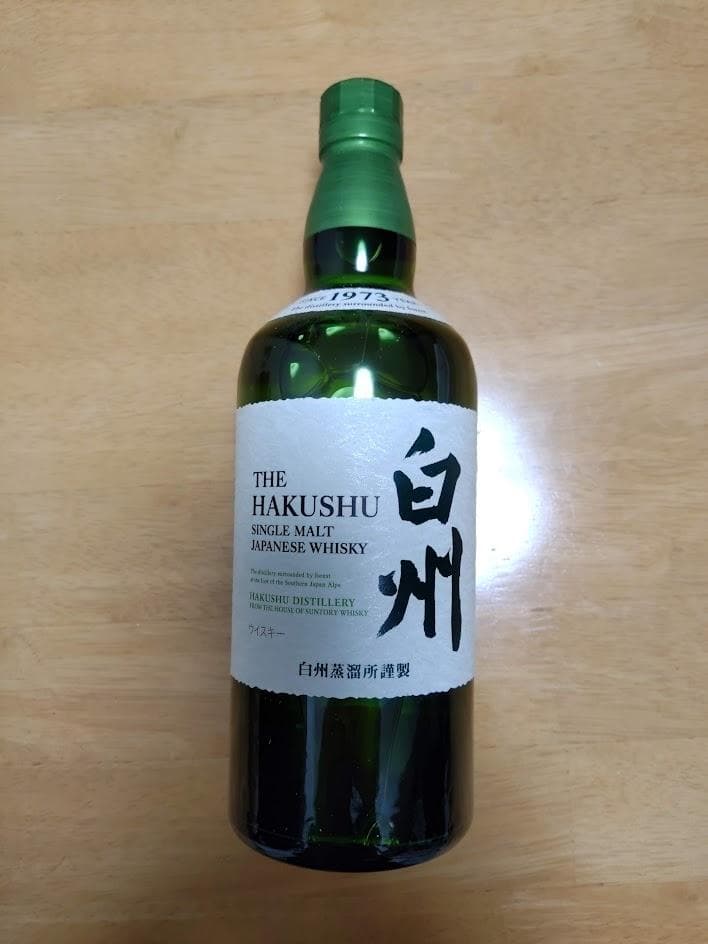 SINCE 1973 YEAR
The distillery surrounded by forest
THE
HAKUSHU
SINGLE MALT
JAPANESE WHISKY
白州
The distillery surrounded by forest
at the foot of the Southern Japan Alps
HAKUSHU DISTILLERY
FROM THE HOUSE OF SUNTORY WHISKY
ウイスキー
白州蒸溜所謹製